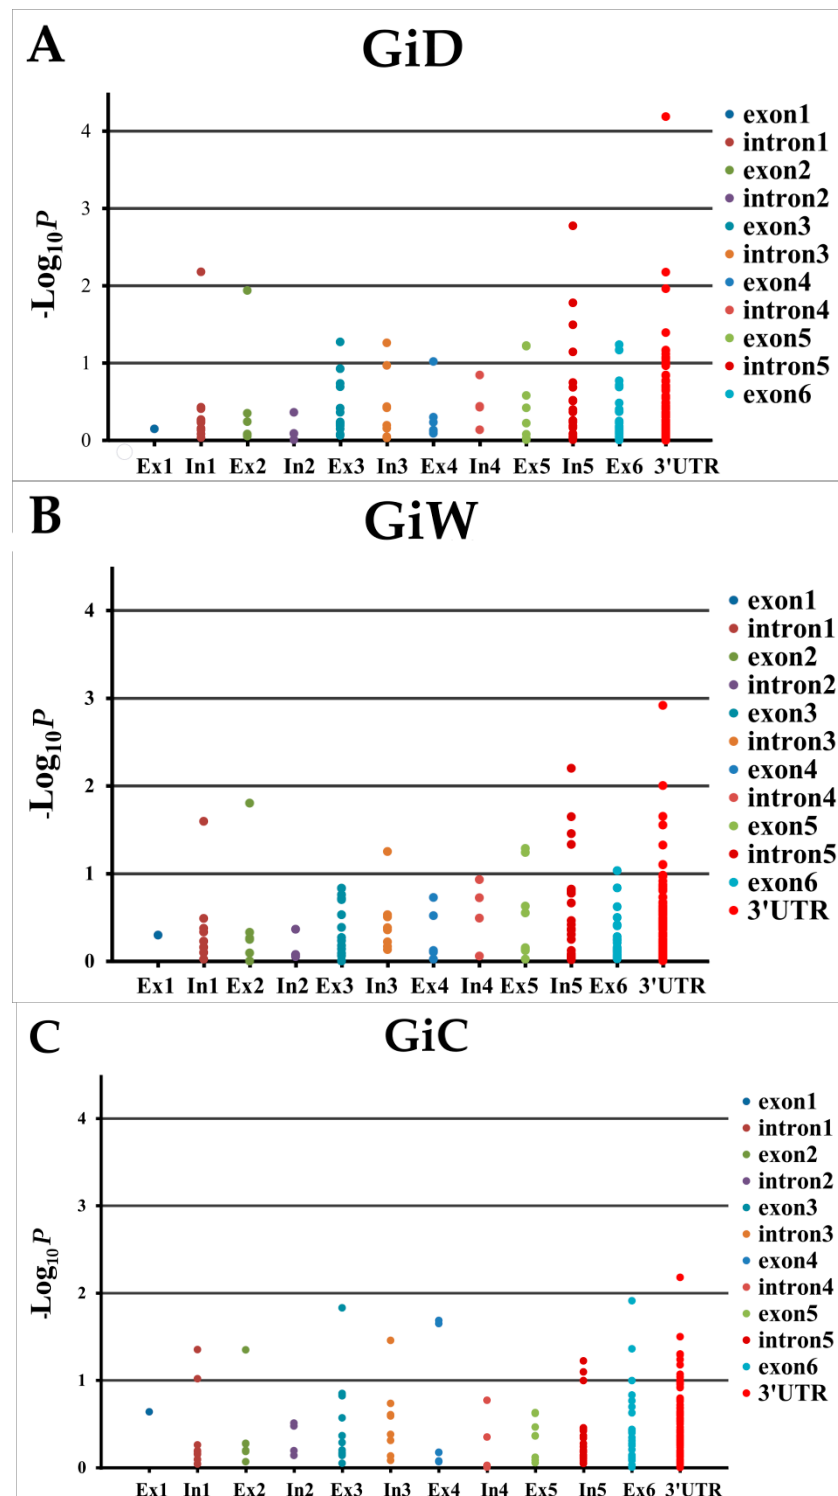 A
GiD
-Log10P
4
3
2
1
0
Ex1 In1 Ex2 In2 Ex3 In3 Ex4 In4 Ex5 In5 Ex6 3'UTR
exon1
intron1
exon2
intron2
exon3
intron3
exon4
intron4
exon5
intron5
exon6
B
GiW
-Log10P
4
3
2
1
0
Ex1 In1 Ex2 In2 Ex3 In3 Ex4 In4 Ex5 In5 Ex6 3'UTR
exon1
intron1
exon2
intron2
exon3
intron3
exon4
intron4
exon5
intron5
exon6
3'UTR
C
GiC
-Log10P
4
3
2
1
0
Ex1 In1 Ex2 In2 Ex3 In3 Ex4 In4 Ex5 In5 Ex6 3'UTR
exon1
intron1
exon2
intron2
exon3
intron3
exon4
intron4
exon5
intron5
exon6
3'UTR